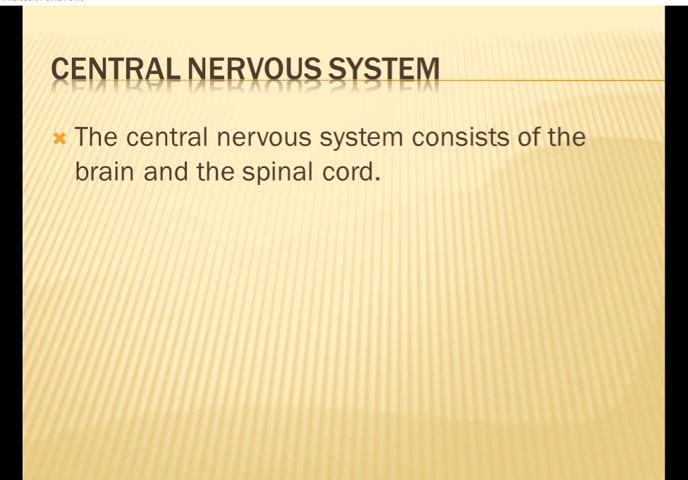 CENTRAL NERVOUS SYSTEM
The central nervous system consists of the
brain and the spinal cord.